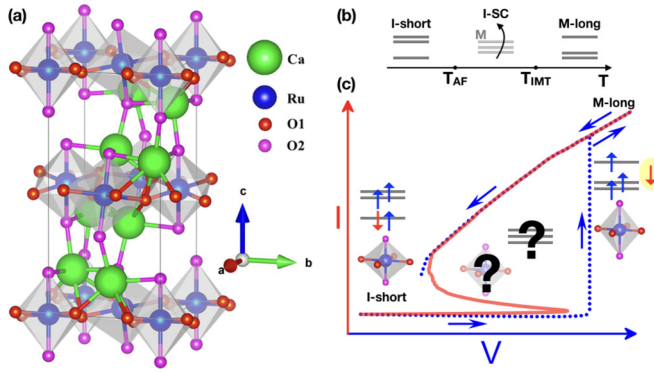 (a)
Ca
Ru
O1
O2
c
a
b
(b)
I-short
I-SC
M
M-long
T_AF
T_IMT
T
(c)
I
M-long
?
?
I-short
V